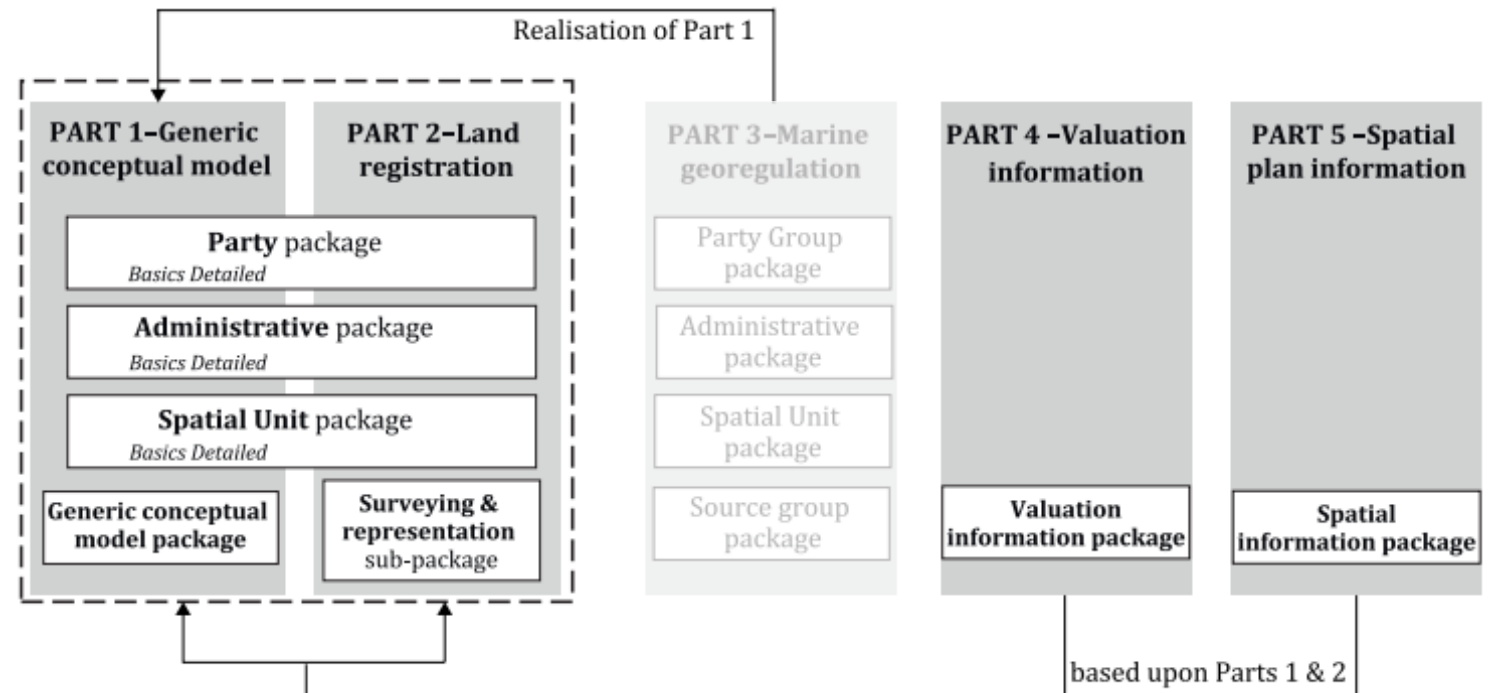 Realisation of Part 1
PART 1–Generic
conceptual model
PART 2–Land
registration
PART 3–Marine
georegulation
PART 4 –Valuation
information
PART 5 –Spatial
plan information
Party package
Basics Detailed
Administrative package
Basics Detailed
Spatial Unit package
Basics Detailed
Generic conceptual
model package
Surveying &
representation
sub-package
Party Group
package
Administrative
package
Spatial Unit
package
Source group
package
Valuation
information package
Spatial
information package
based upon Parts 1 & 2